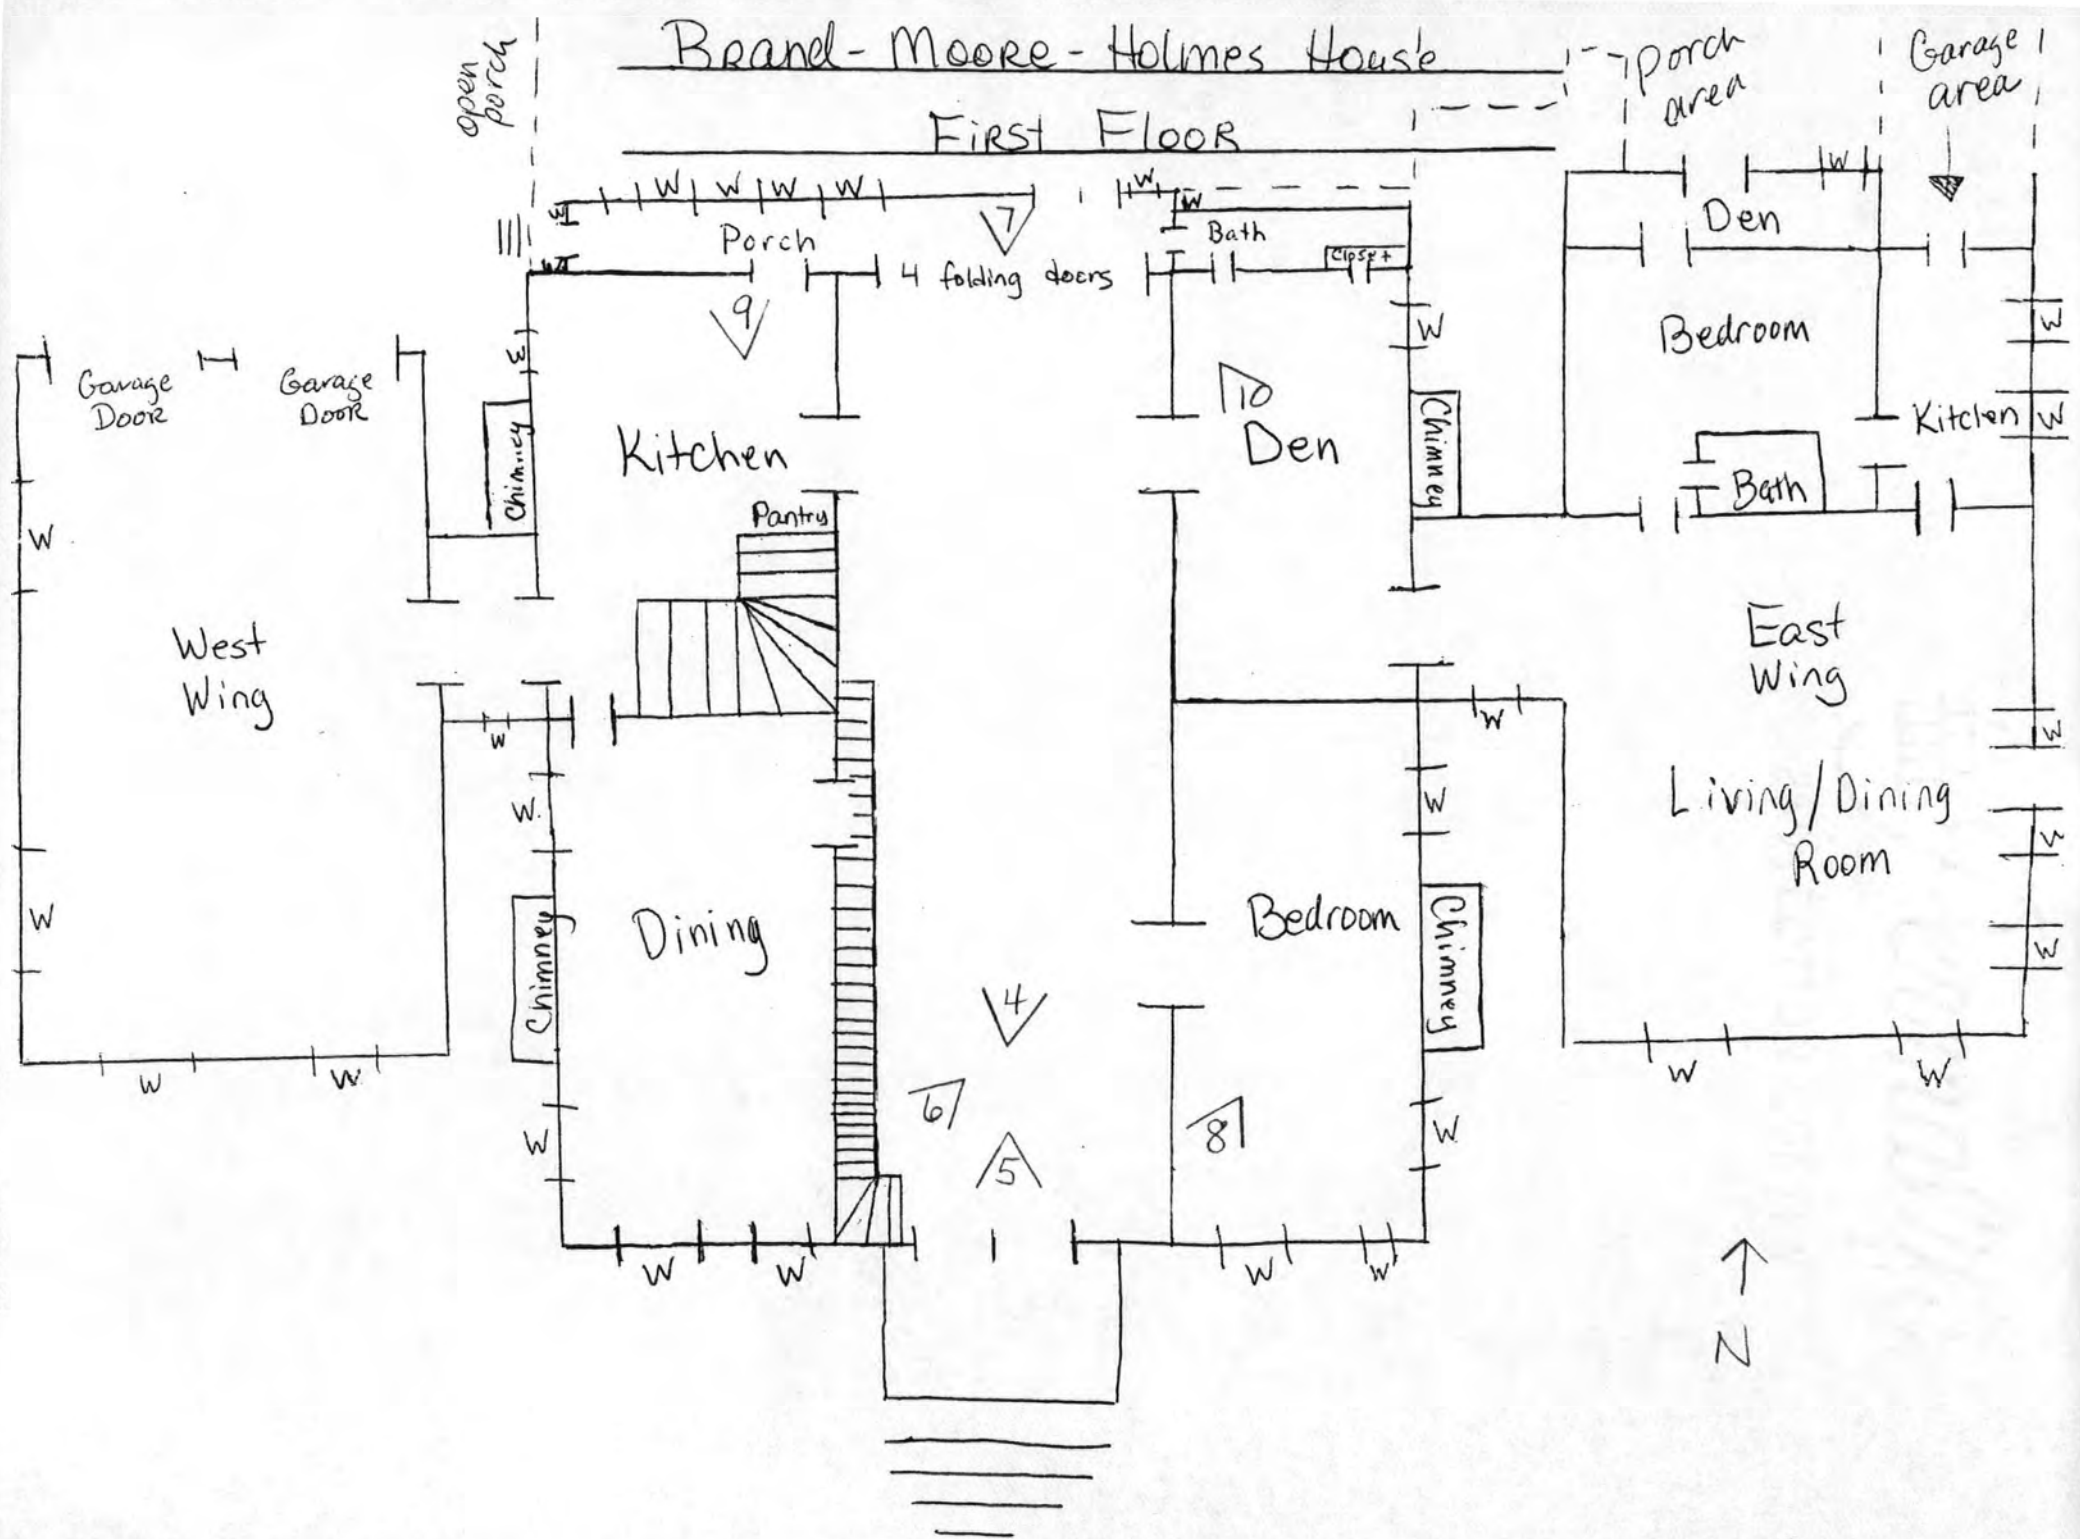 Brand-Moore-Holmes House
First Floor
open
porch
porch
area
Garage
area
W
W
W
W
W
W
W
W
7
Porch
Bath
Closet
4 folding doors
W
Den
9
W
W
Bedroom
W
Garage
Door
Garage
Door
10
Chimney
Kitchen
Den
Chimney
Kitchen
W
Bath
Pantry
W
West
Wing
East
Wing
W
W
W
W
W
Living/Dining
Room
W
W
Dining
Chimney
Bedroom
Chimney
W
4
6
8
5
W
W
W
W
W
W
W
W
W
W
W
N